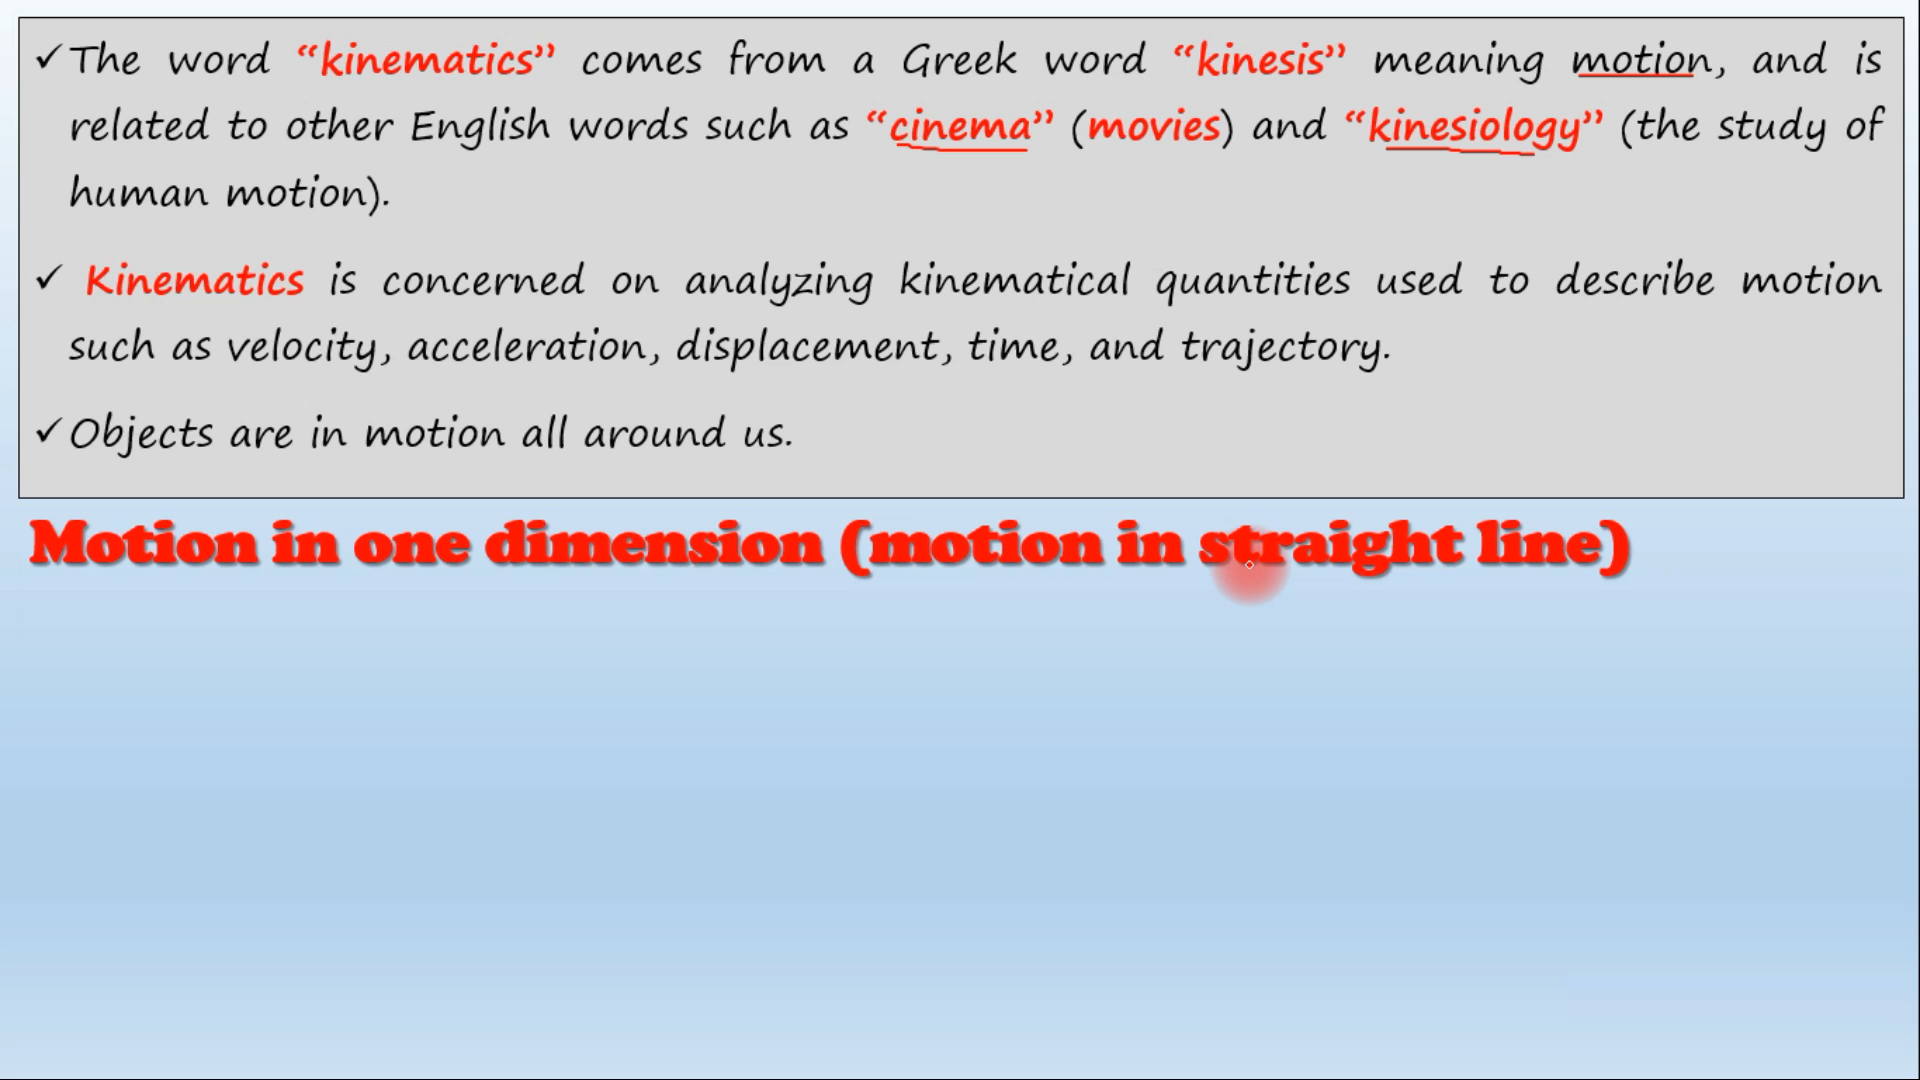 ✓ The word “kinematics” comes from a Greek word “kinesis” meaning motion, and is
related to other English words such as “cinema” (movies) and “kinesiology” (the study of
human motion).
✓ Kinematics is concerned on analyzing kinematical quantities used to describe motion
such as velocity, acceleration, displacement, time, and trajectory.
✓ Objects are in motion all around us.
Motion in one dimension (motion in straight line)